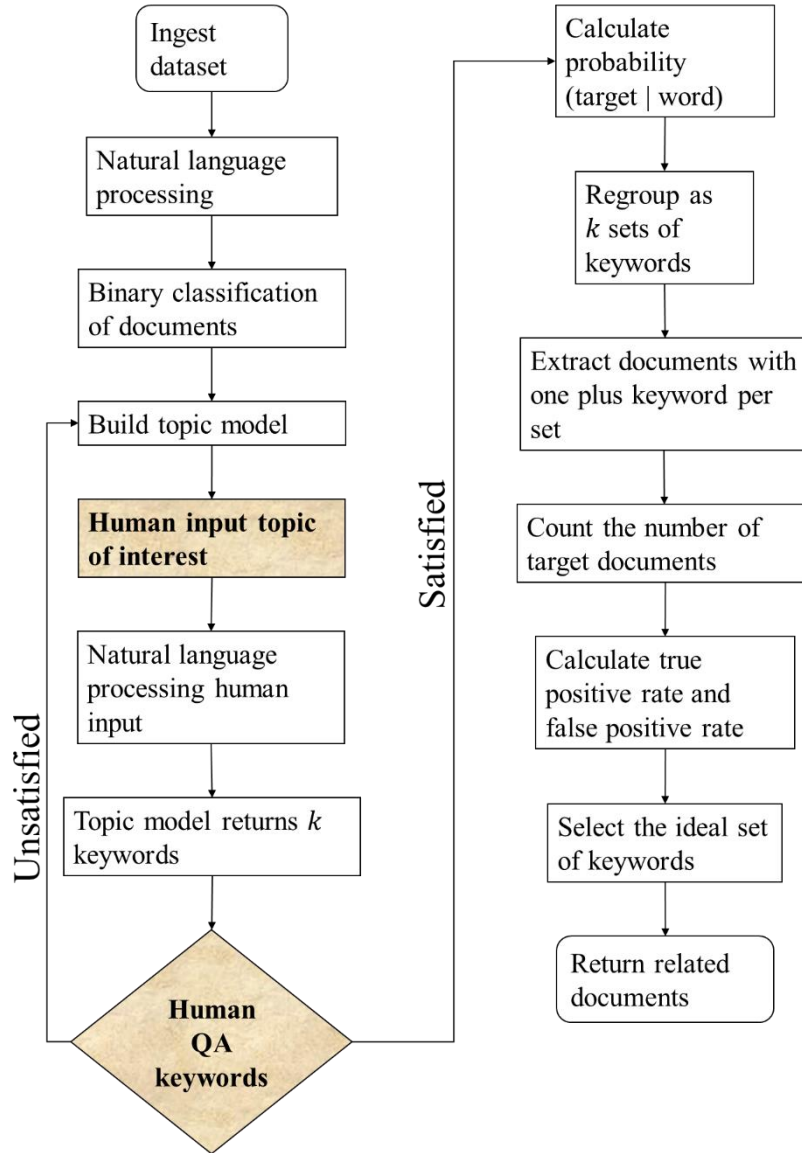 Ingest
dataset
Natural language
processing
Binary classification
of documents
Build topic model
Human input topic
of interest
Natural language
processing human
input
Topic model returns k
keywords
Human
QA
keywords
Unsatisfied
Satisfied
Calculate
probability
(target | word)
Regroup as
k sets of
keywords
Extract documents with
one plus keyword per
set
Count the number of
target documents
Calculate true
positive rate and
false positive rate
Select the ideal set
of keywords
Return related
documents